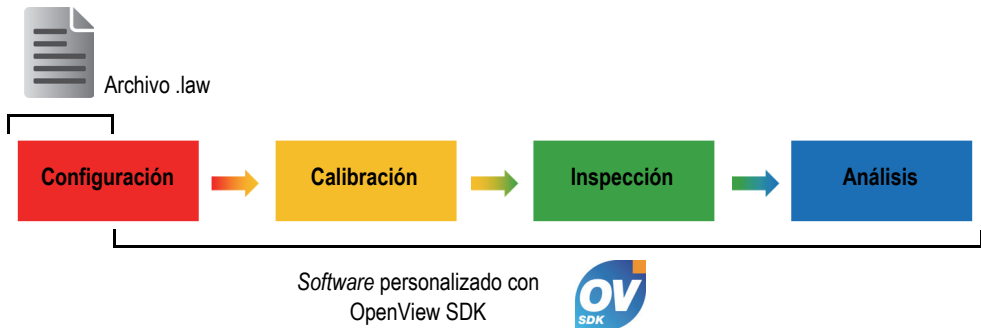 Archivo .law
Configuración
Calibración
Inspección
Análisis
Software personalizado con
OpenView SDK
OV
SDK